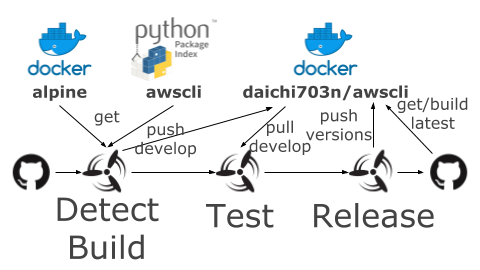 python
Package
Index
docker
docker
alpine
awscli
daichi703n/awscli
get
push
develop
pull
develop
push
versions
get/build
latest
Detect
Build
Test
Release